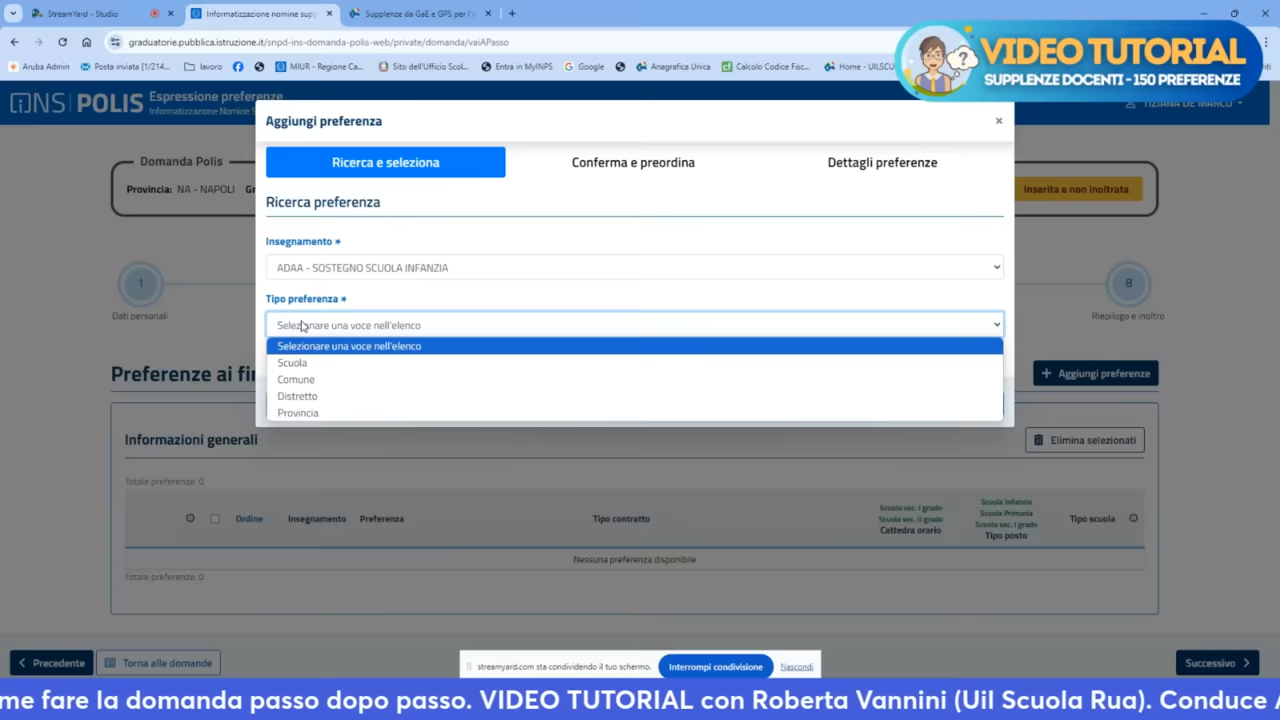 StreamYard - Studio
Informatizzazione nomine sup
Supplenze da GaE e GPS per l'
graduatorie.pubblica.istruzione.it/snpd-ins-domanda-polis-web/private/domanda/vaiAPasso
Aruba Admin
Posta inviata (1/214...
lavoro
MIUR - Regione Ca...
Sito dell'Ufficio Scol...
Entra in MyINPS
Google
Anagrafica Unica
Calcolo Codice Fisc...
Home - UILSCU
VIDEO TUTORIAL
SUPPLENZE DOCENTI - 150 PREFERENZE
INS POLIS
Espressione preferenze
Informatizzazione Nomine S
TIZIANA DE MARCO
Aggiungi preferenza
×
Ricerca e seleziona
Conferma e preordina
Dettagli preferenze
Domanda Polis
Provincia: NA - NAPOLI
Inserita e non inoltrata
Ricerca preferenza
Insegnamento *
ADAA - SOSTEGNO SCUOLA INFANZIA
Tipo preferenza *
Selezionare una voce nell'elenco
Selezionare una voce nell'elenco
Scuola
Comune
Distretto
Provincia
1
Dati personali
8
Riepilogo e inoltro
Preferenze ai fi
+ Aggiungi preferenze
Informazioni generali
Elimina selezionati
Totale preferenze: 0
Ordine
Insegnamento
Preferenza
Tipo contratto
Scuola sec. I grado
Scuola sec. II grado
Cattedra orario
Scuola Infanzia
Scuola Primaria
Scuola sec. I grado
Tipo posto
Tipo scuola
Nessuna preferenza disponibile
Totale preferenze: 0
Precedente
Torna alle domande
streamyard.com sta condividendo il tuo schermo.
Interrompi condivisione
Nascondi
Successivo
me fare la domanda passo dopo passo. VIDEO TUTORIAL con Roberta Vannini (Uil Scuola Rua). Conduce